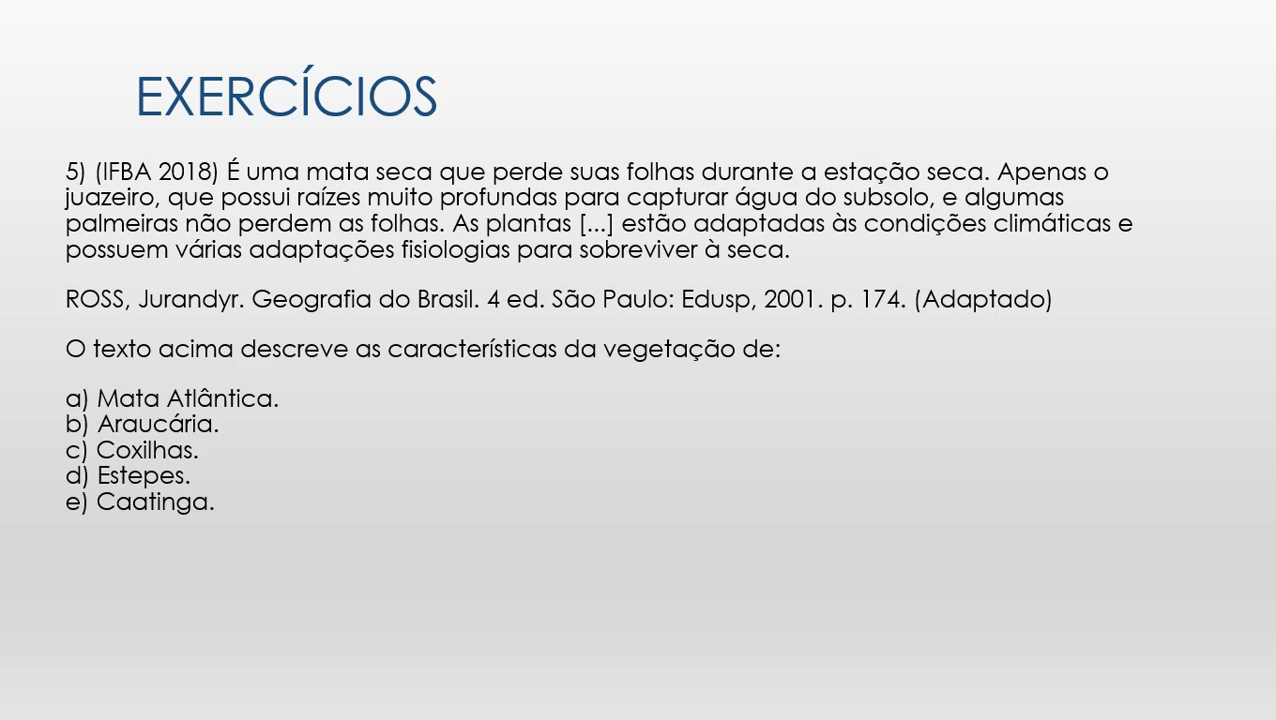 EXERCÍCIOS
5) (IFBA 2018) É uma mata seca que perde suas folhas durante a estação seca. Apenas o
juazeiro, que possui raízes muito profundas para capturar água do subsolo, e algumas
palmeiras não perdem as folhas. As plantas [...] estão adaptadas às condições climáticas e
possuem várias adaptações fisiologias para sobreviver à seca.
ROSS, Jurandyr. Geografia do Brasil. 4 ed. São Paulo: Edusp, 2001. p. 174. (Adaptado)
O texto acima descreve as características da vegetação de:
a) Mata Atlântica.
b) Araucária.
c) Coxilhas.
d) Estepes.
e) Caatinga.